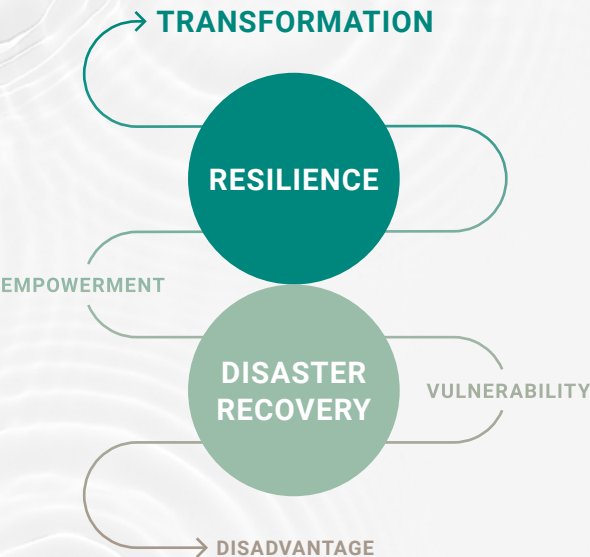 TRANSFORMATION
RESILIENCE
EMPOWERMENT
DISASTER
RECOVERY
VULNERABILITY
DISADVANTAGE